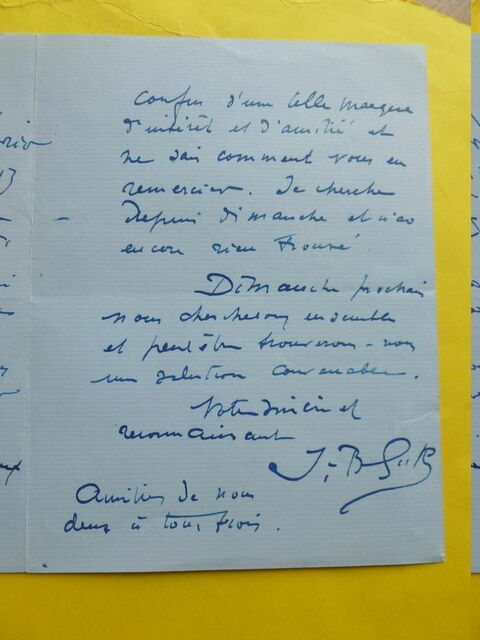 confus d'une telle marque
d'intérêt et d'amitié et
ne sais comment vous en
remercier. Je cherche
depuis dimanche et n'ai
encore rien trouvé.
Dimanche prochain
nous chercherons ensemble
et peut être trouverons-nous
une solution convenable.
Votre sincère et
reconnaissant
J.-B.
Amitiés de nous
deux à tous trois.